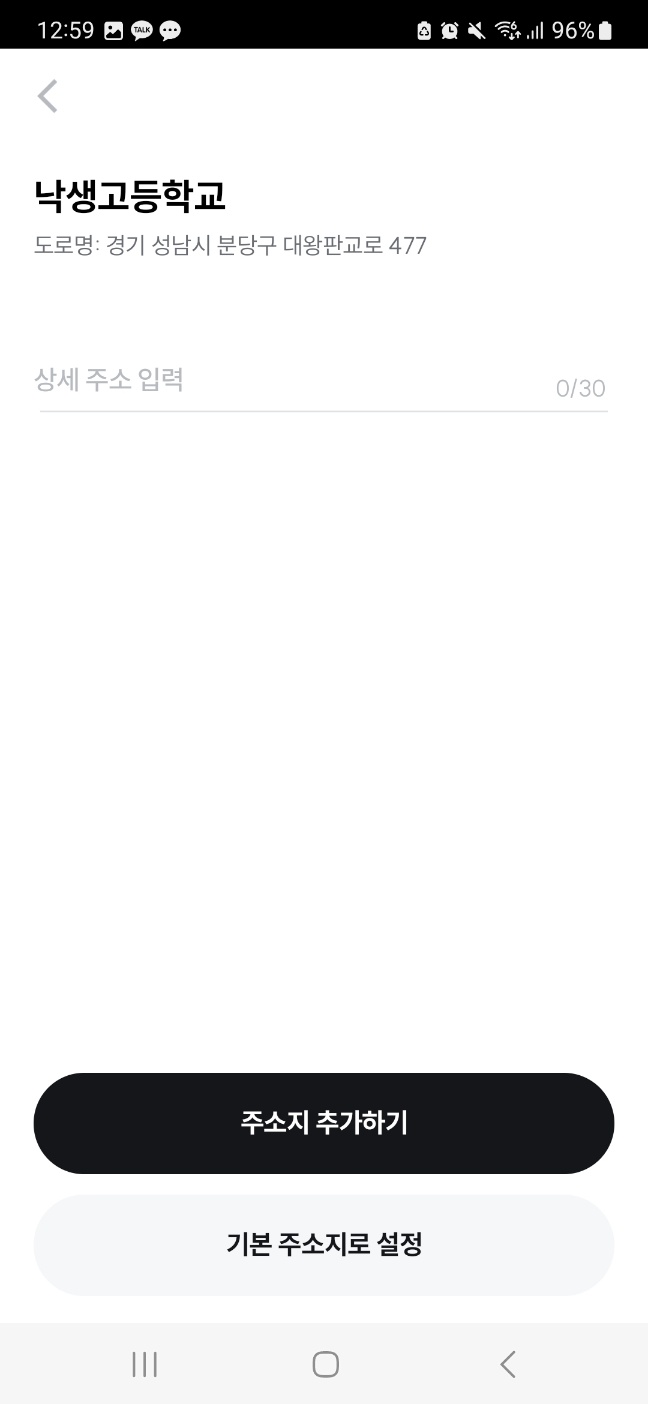 12:59 TALK 96%
낙생고등학교
도로명: 경기 성남시 분당구 대왕판교로 477
상세 주소 입력 0/30
주소지 추가하기
기본 주소지로 설정